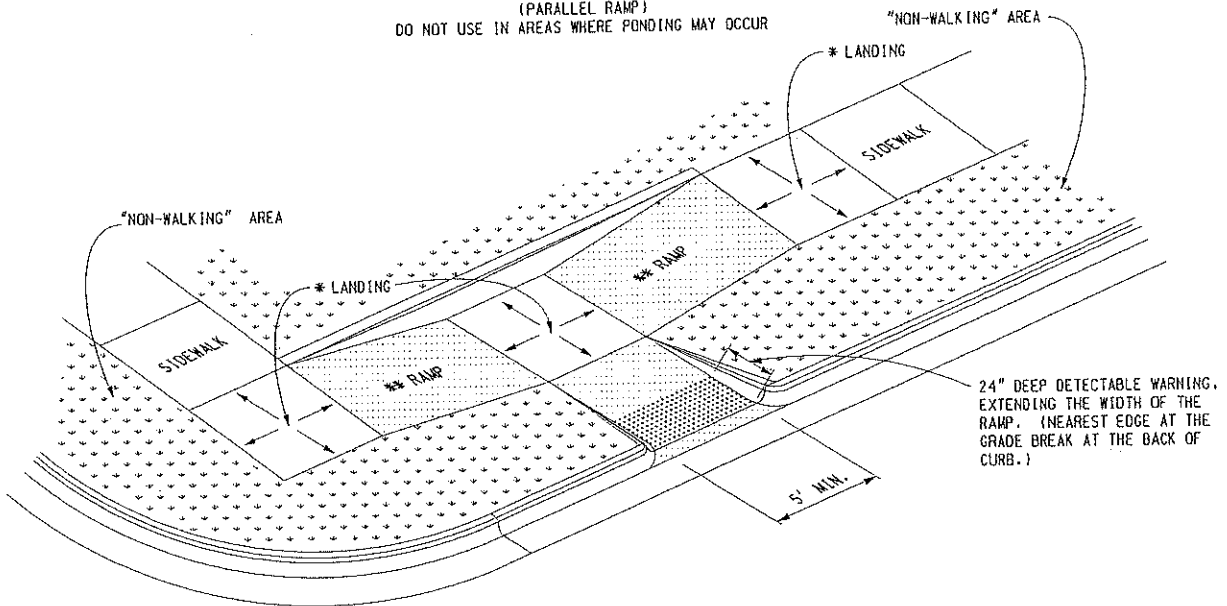 (PARALLEL RAMP)
DO NOT USE IN AREAS WHERE PONDING MAY OCCUR
"NON-WALKING" AREA
* LANDING
SIDEWALK
"NON-WALKING" AREA
** RAMP
* LANDING
SIDEWALK
** RAMP
24" DEEP DETECTABLE WARNING,
EXTENDING THE WIDTH OF THE
RAMP. (NEAREST EDGE AT THE
GRADE BREAK AT THE BACK OF
CURB.)
5' MIN.